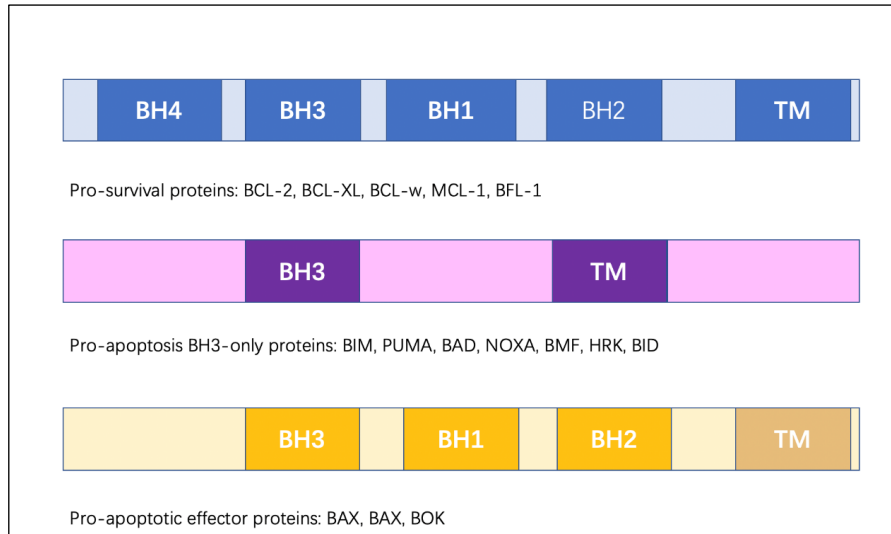 BH4 BH3 BH1 BH2 TM
Pro-survival proteins: BCL-2, BCL-XL, BCL-w, MCL-1, BFL-1
BH3 TM
Pro-apoptosis BH3-only proteins: BIM, PUMA, BAD, NOXA, BMF, HRK, BID
BH3 BH1 BH2 TM
Pro-apoptotic effector proteins: BAX, BAX, BOK